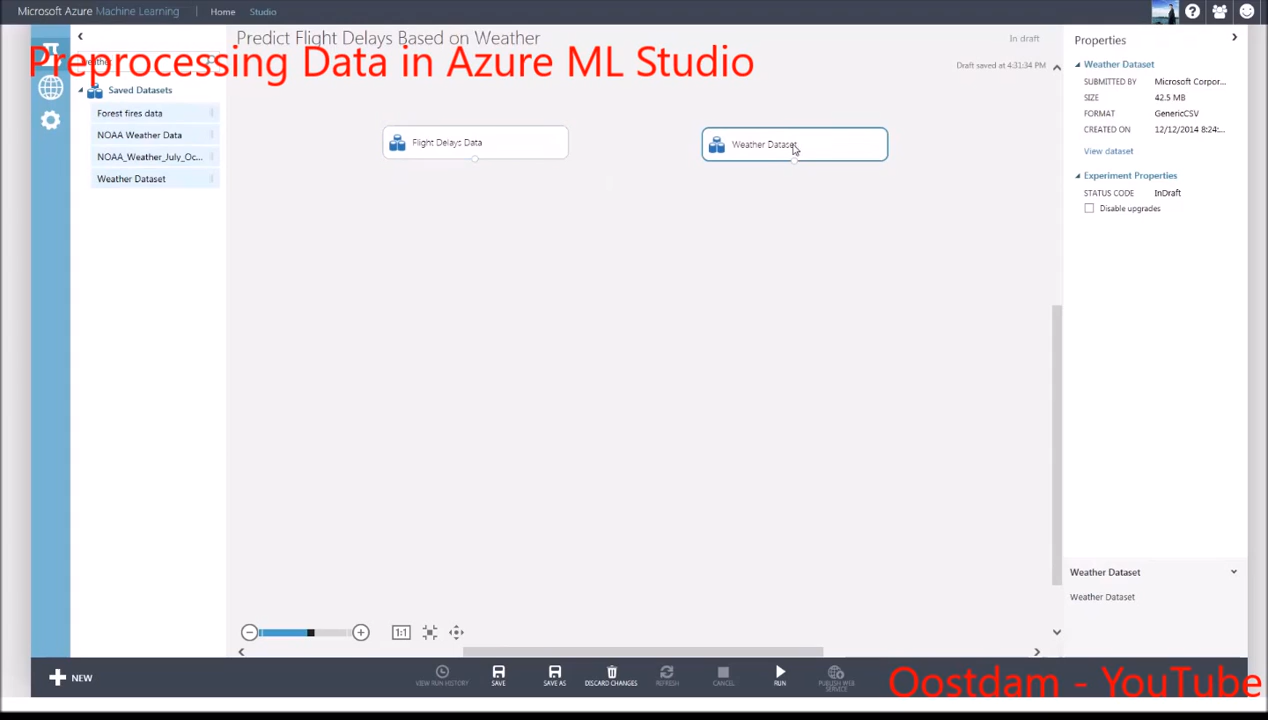 Microsoft Azure Machine Learning | Home Studio
Predict Flight Delays Based on Weather
In draft
Draft saved at 4:31:34 PM
Preprocessing Data in Azure ML Studio
Saved Datasets
Forest fires data
NOAA Weather Data
NOAA_Weather_July_Oc...
Weather Dataset
Flight Delays Data
Weather Dataset
Properties
Weather Dataset
SUBMITTED BY Microsoft Corpor...
SIZE 42.5 MB
FORMAT GenericCSV
CREATED ON 12/12/2014 8:24:...
View dataset
Experiment Properties
STATUS CODE InDraft
Disable upgrades
Weather Dataset
Weather Dataset
1:1
NEW
VIEW RUN HISTORY
SAVE
SAVE AS
DISCARD CHANGES
REFRESH
CANCEL
RUN
PUBLISH WEB
SERVICE
Oostdam - YouTube